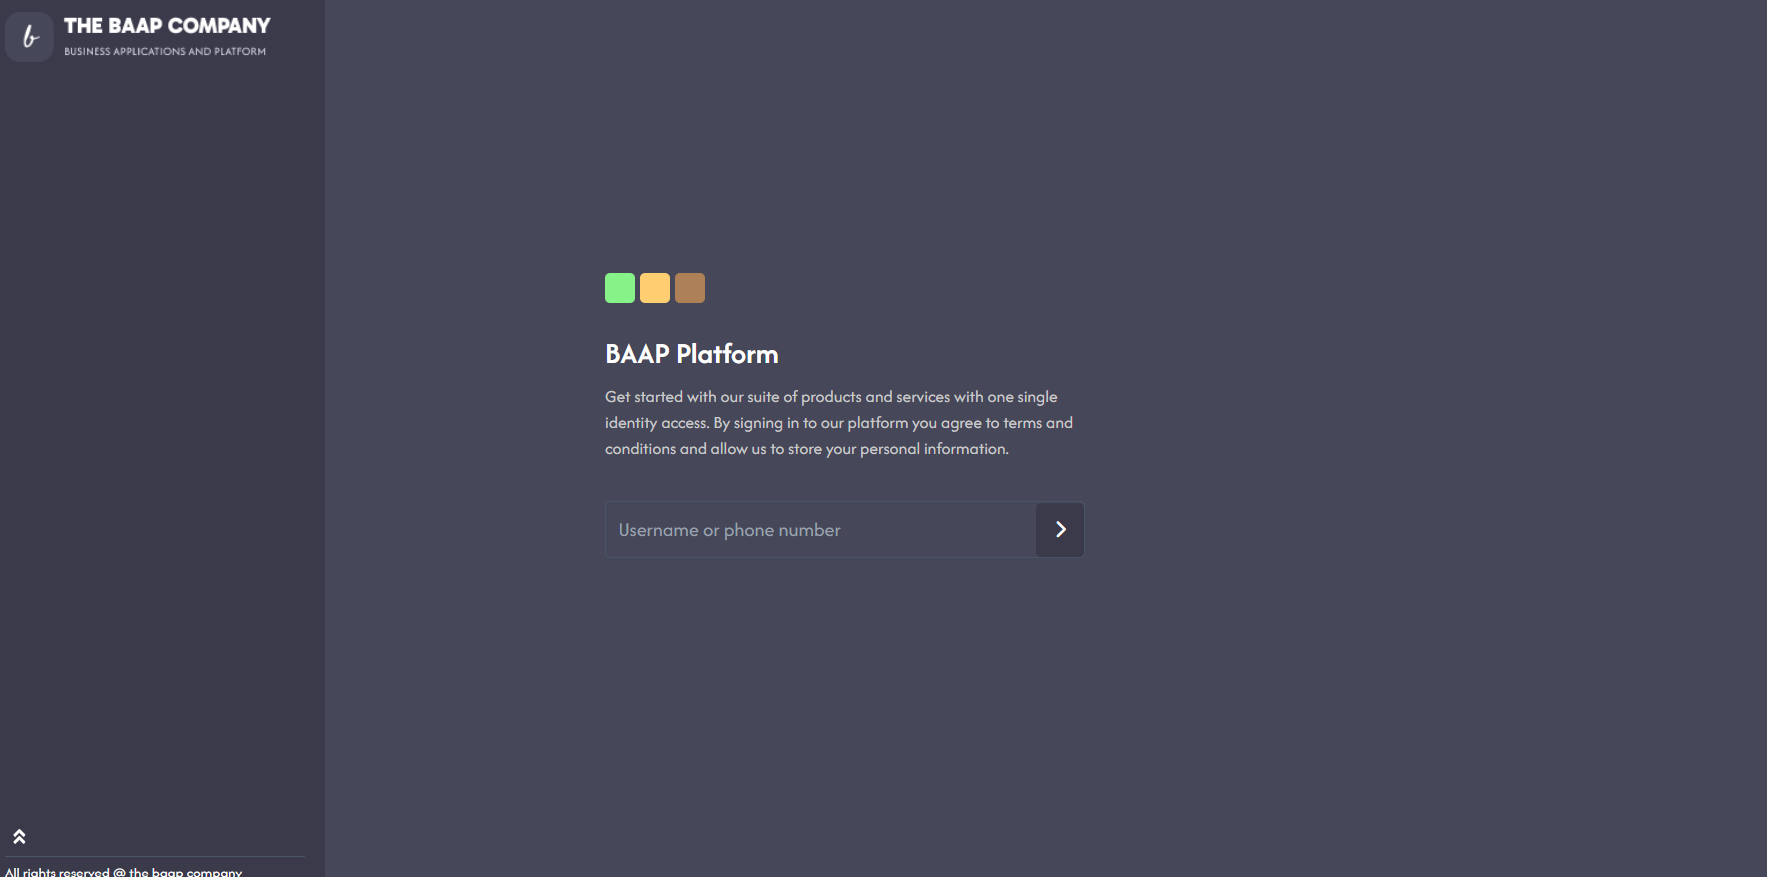 b
THE BAAP COMPANY
BUSINESS APPLICATIONS AND PLATFORM
BAAP Platform
Get started with our suite of products and services with one single
identity access. By signing in to our platform you agree to terms and
conditions and allow us to store your personal information.
Username or phone number
All rights reserved @ the baap company